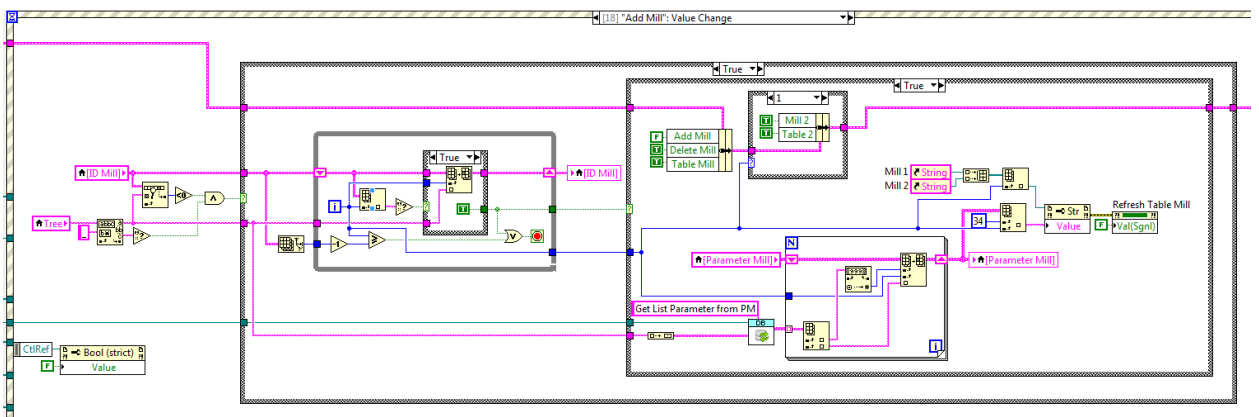 [18] "Add Mill": Value Change
True
True
1
Mill 2
Table 2
Add Mill
Delete Mill
Table Mill
F
T
T
T
T
True
[ID Mill]
[ID Mill]
Mill 1
String
Mill 2
String
i
T
Tree
34
Str
Value
Refresh Table Mill
Val(Sgnl)
F
-1
N
[Parameter Mill]
[Parameter Mill]
Get List Parameter from PM
DB
i
CtlRef
Bool (strict)
Value
F